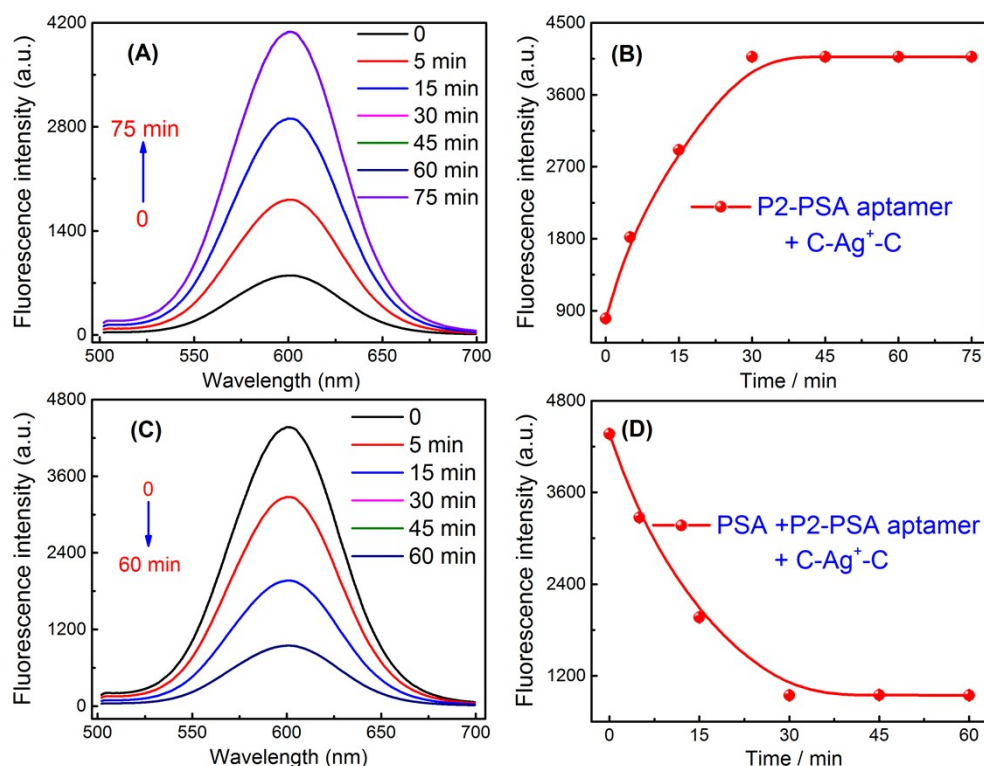 (A)
Fluorescence intensity (a.u.)
4200
2800
1400
0
500
550
600
650
700
Wavelength (nm)
75 min
0
0
5 min
15 min
30 min
45 min
60 min
75 min
(B)
Fluorescence intensity (a.u.)
4500
3600
2700
1800
900
0
15
30
45
60
75
Time / min
P2-PSA aptamer
+ C-Ag⁺-C
(C)
Fluorescence intensity (a.u.)
4800
3600
2400
1200
0
500
550
600
650
700
Wavelength (nm)
0
60 min
0
5 min
15 min
30 min
45 min
60 min
(D)
Fluorescence intensity (a.u.)
4800
3600
2400
1200
0
15
30
45
60
Time / min
PSA +P2-PSA aptamer
+ C-Ag⁺-C